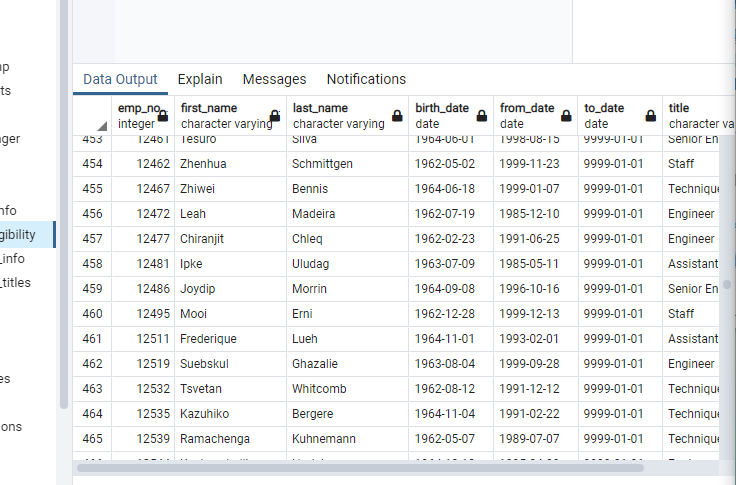 Data Output Explain Messages Notifications
emp_no first_name last_name birth_date from_date to_date title
integer character varying character varying date date date character va
453 12461 Tesuro Silva 1964-06-01 1998-08-15 9999-01-01 Senior En
454 12462 Zhenhua Schmittgen 1962-05-02 1999-11-23 9999-01-01 Staff
455 12467 Zhiwei Bennis 1964-06-18 1999-01-07 9999-01-01 Technique
456 12472 Leah Madeira 1962-07-19 1985-12-10 9999-01-01 Engineer
457 12477 Chiranjit Chleq 1962-02-23 1991-06-25 9999-01-01 Engineer
458 12481 Ipke Uludag 1963-07-09 1985-05-11 9999-01-01 Assistant
459 12486 Joydip Morrin 1964-09-08 1996-10-16 9999-01-01 Senior En
460 12495 Mooi Erni 1962-12-28 1999-12-13 9999-01-01 Staff
461 12511 Frederique Lueh 1964-11-01 1993-02-01 9999-01-01 Assistant
462 12519 Suebskul Ghazalie 1963-08-04 1999-09-28 9999-01-01 Engineer
463 12532 Tsvetan Whitcomb 1962-08-12 1991-12-12 9999-01-01 Technique
464 12535 Kazuhiko Bergere 1964-11-04 1991-02-22 9999-01-01 Technique
465 12539 Ramachenga Kuhnemann 1962-05-07 1989-07-07 9999-01-01 Technique
np
ts
ager
nfo
gibility
_info
_titles
es
ons